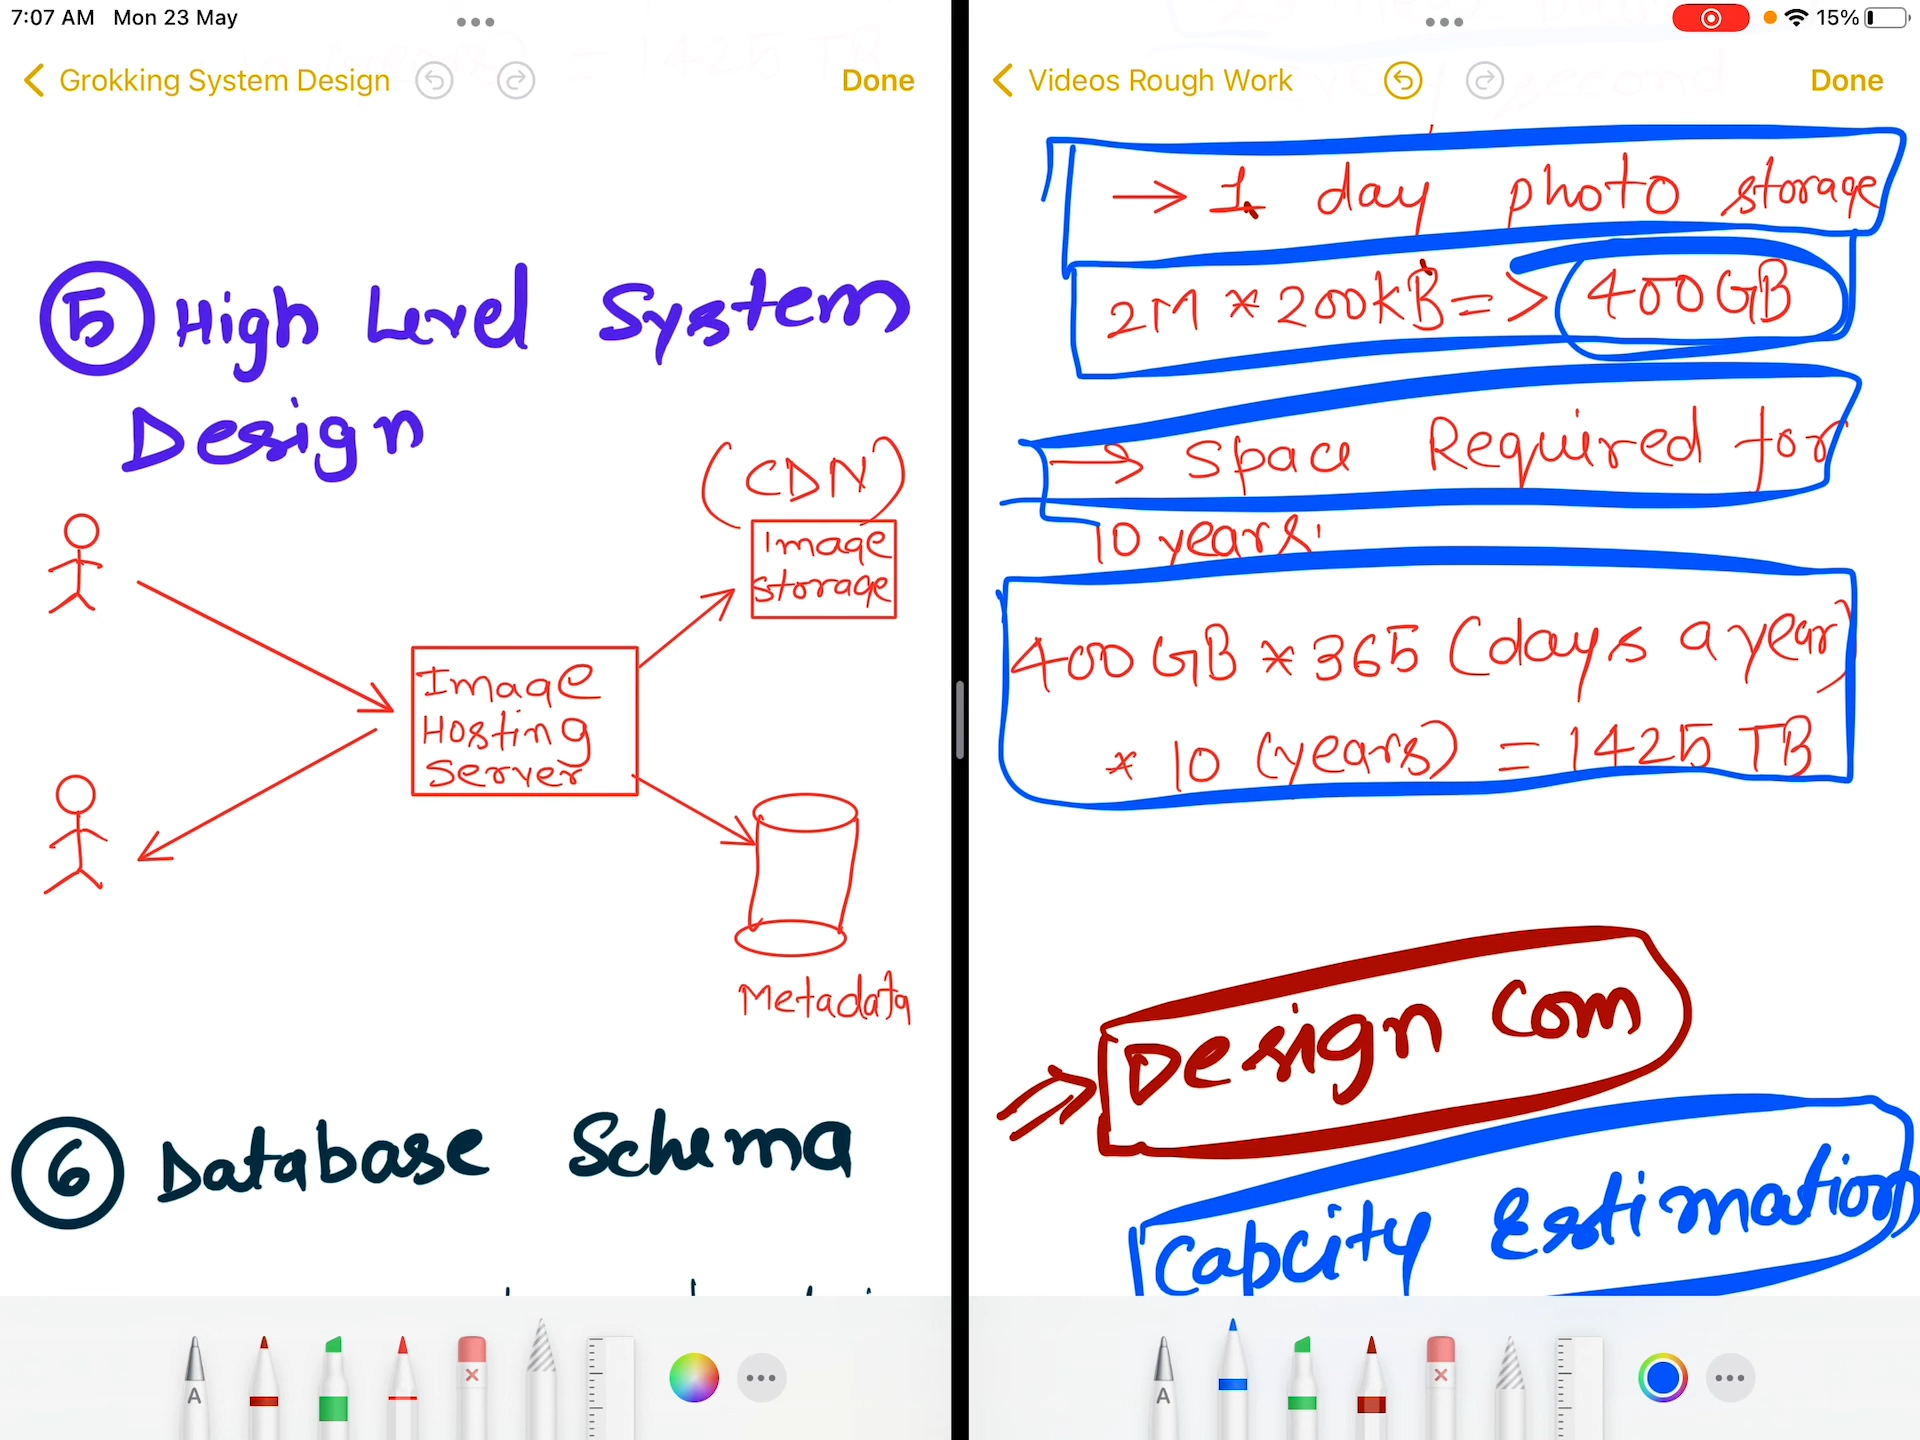 7:07 AM Mon 23 May
15%
Grokking System Design
Done
5 High Level System
Design
(CDN)
Image
Storage
Image
Hosting
Server
Metadata
6 Database Schema
A
Videos Rough Work
Done
→ 1 day photo storage
2M * 200KB => 400GB
→ Space Required for
10 years.
400 GB * 365 (days a year)
* 10 (years) = 1425 TB
⇒ Design Com
Capcity Estimation
A